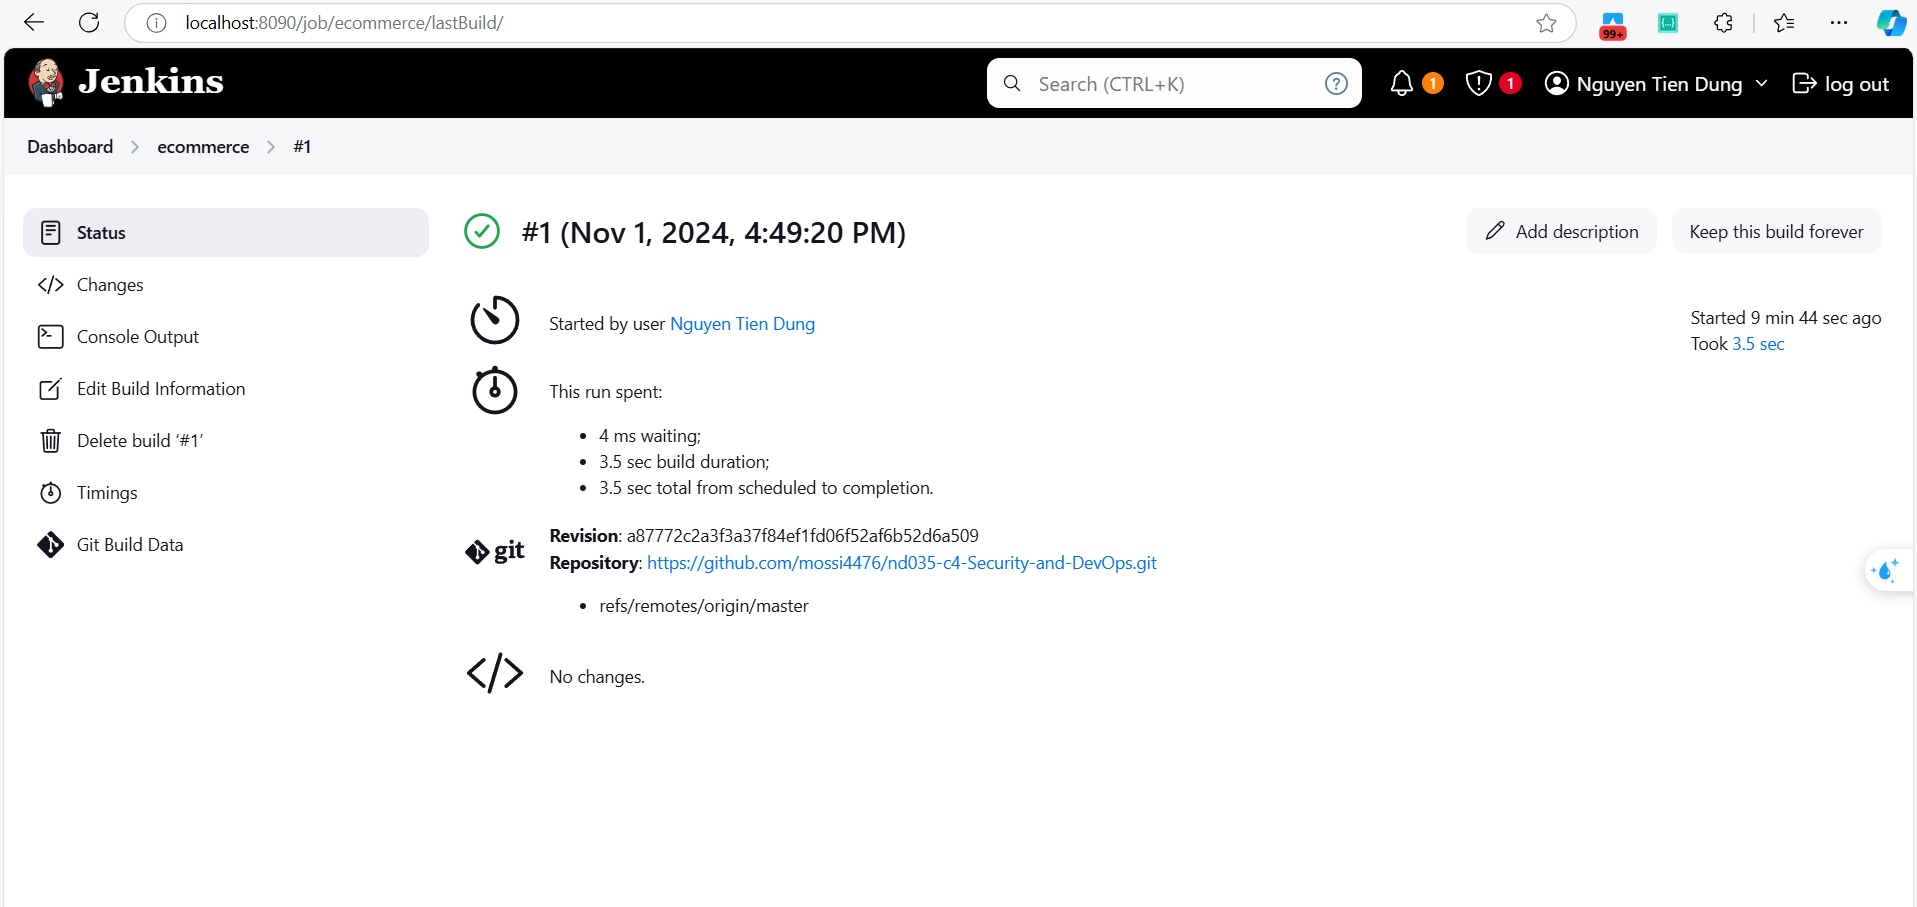 localhost:8090/job/ecommerce/lastBuild/
99+
Jenkins
Search (CTRL+K)
?
1
1
Nguyen Tien Dung
log out
Dashboard
ecommerce
#1
Status
Changes
Console Output
Edit Build Information
Delete build ‘#1’
Timings
Git Build Data
#1 (Nov 1, 2024, 4:49:20 PM)
Add description
Keep this build forever
Started by user Nguyen Tien Dung
Started 9 min 44 sec ago
Took 3.5 sec
This run spent:
4 ms waiting;
3.5 sec build duration;
3.5 sec total from scheduled to completion.
git
Revision: a87772c2a3f3a37f84ef1fd06f52af6b52d6a509
Repository: https://github.com/mossi4476/nd035-c4-Security-and-DevOps.git
refs/remotes/origin/master
No changes.